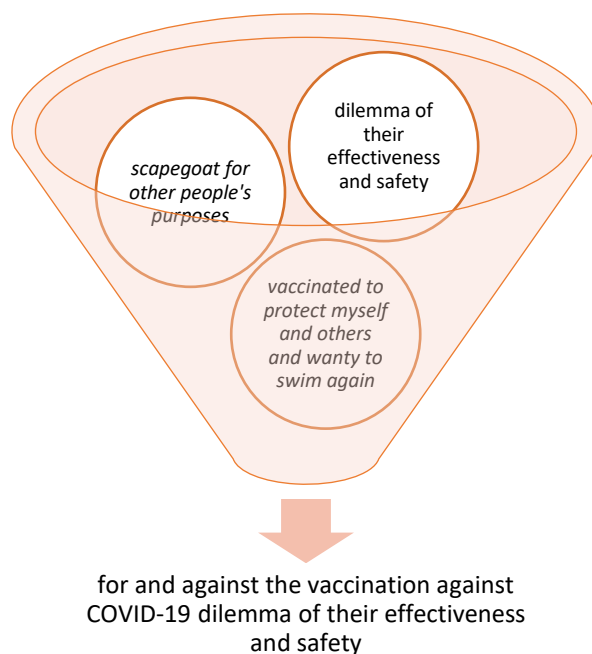 dilemma of
their
effectiveness
and safety
scapegoat for
other people's
purposes
vaccinated to
protect myself
and others
and wanty to
swim again
for and against the vaccination against
COVID-19 dilemma of their effectiveness
and safety